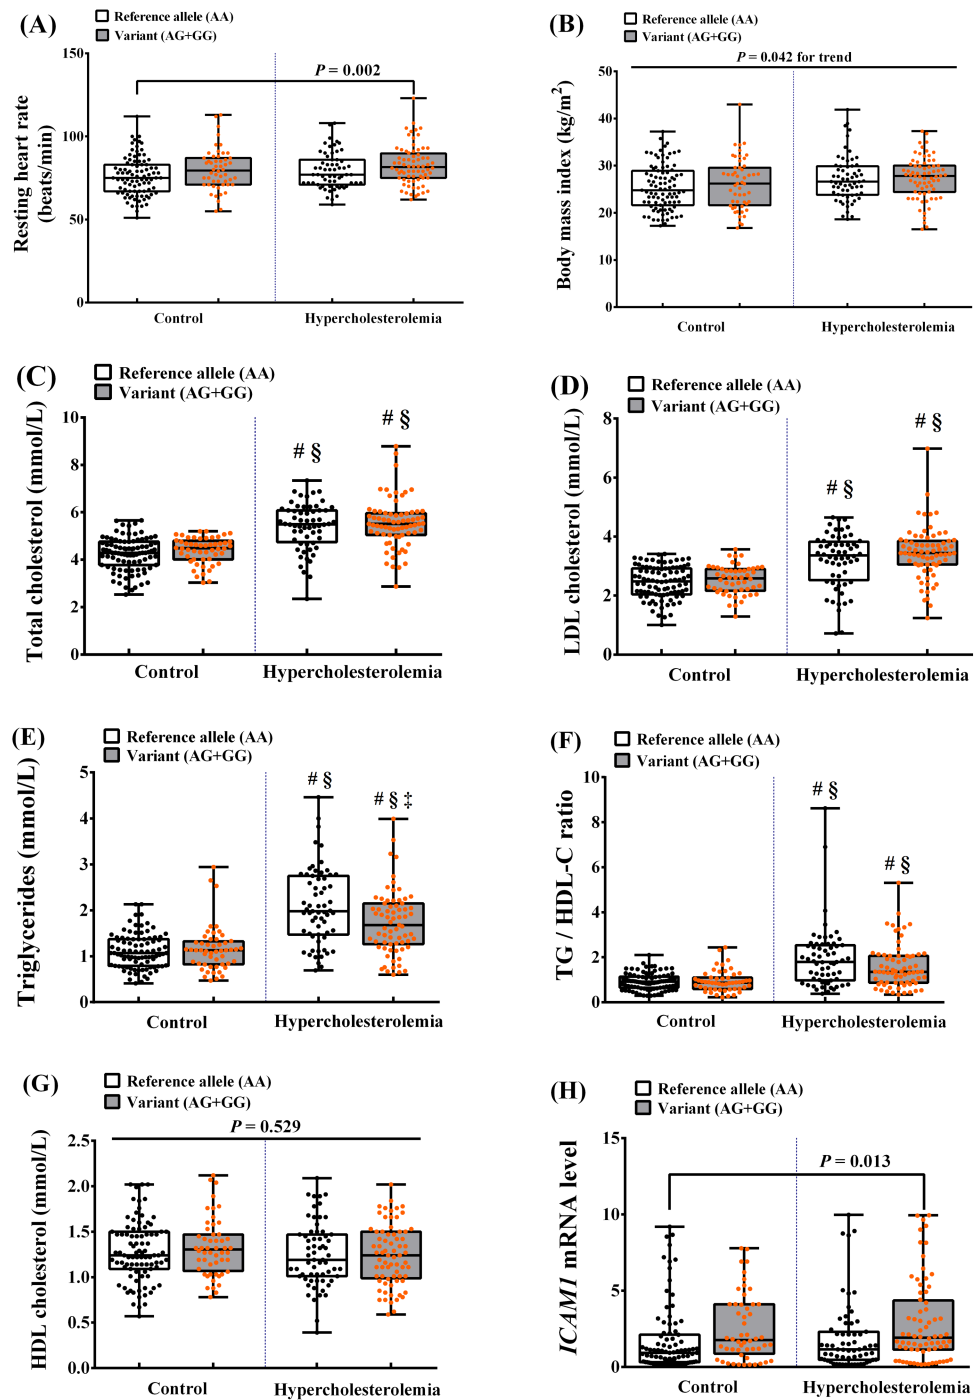 (A)
Reference allele (AA)
Variant (AG+GG)
P = 0.002
Resting heart rate
(beats/min)
150
100
50
0
Control
Hypercholesterolemia
(B)
Reference allele (AA)
Variant (AG+GG)
P = 0.042 for trend
Body mass index (kg/m²)
50
40
30
20
10
0
Control
Hypercholesterolemia
(C)
Reference allele (AA)
Variant (AG+GG)
# §
# §
Total cholesterol (mmol/L)
10
8
6
4
2
0
Control
Hypercholesterolemia
(D)
Reference allele (AA)
Variant (AG+GG)
# §
# §
LDL cholesterol (mmol/L)
8
6
4
2
0
Control
Hypercholesterolemia
(E)
Reference allele (AA)
Variant (AG+GG)
# §
# § ‡
Triglycerides (mmol/L)
5
4
3
2
1
0
Control
Hypercholesterolemia
(F)
Reference allele (AA)
Variant (AG+GG)
# §
# §
TG / HDL-C ratio
10
8
6
4
2
0
Control
Hypercholesterolemia
(G)
Reference allele (AA)
Variant (AG+GG)
P = 0.529
HDL cholesterol (mmol/L)
2.5
2.0
1.5
1.0
0.5
0.0
Control
Hypercholesterolemia
(H)
Reference allele (AA)
Variant (AG+GG)
P = 0.013
ICAM1 mRNA level
15
10
5
0
Control
Hypercholesterolemia